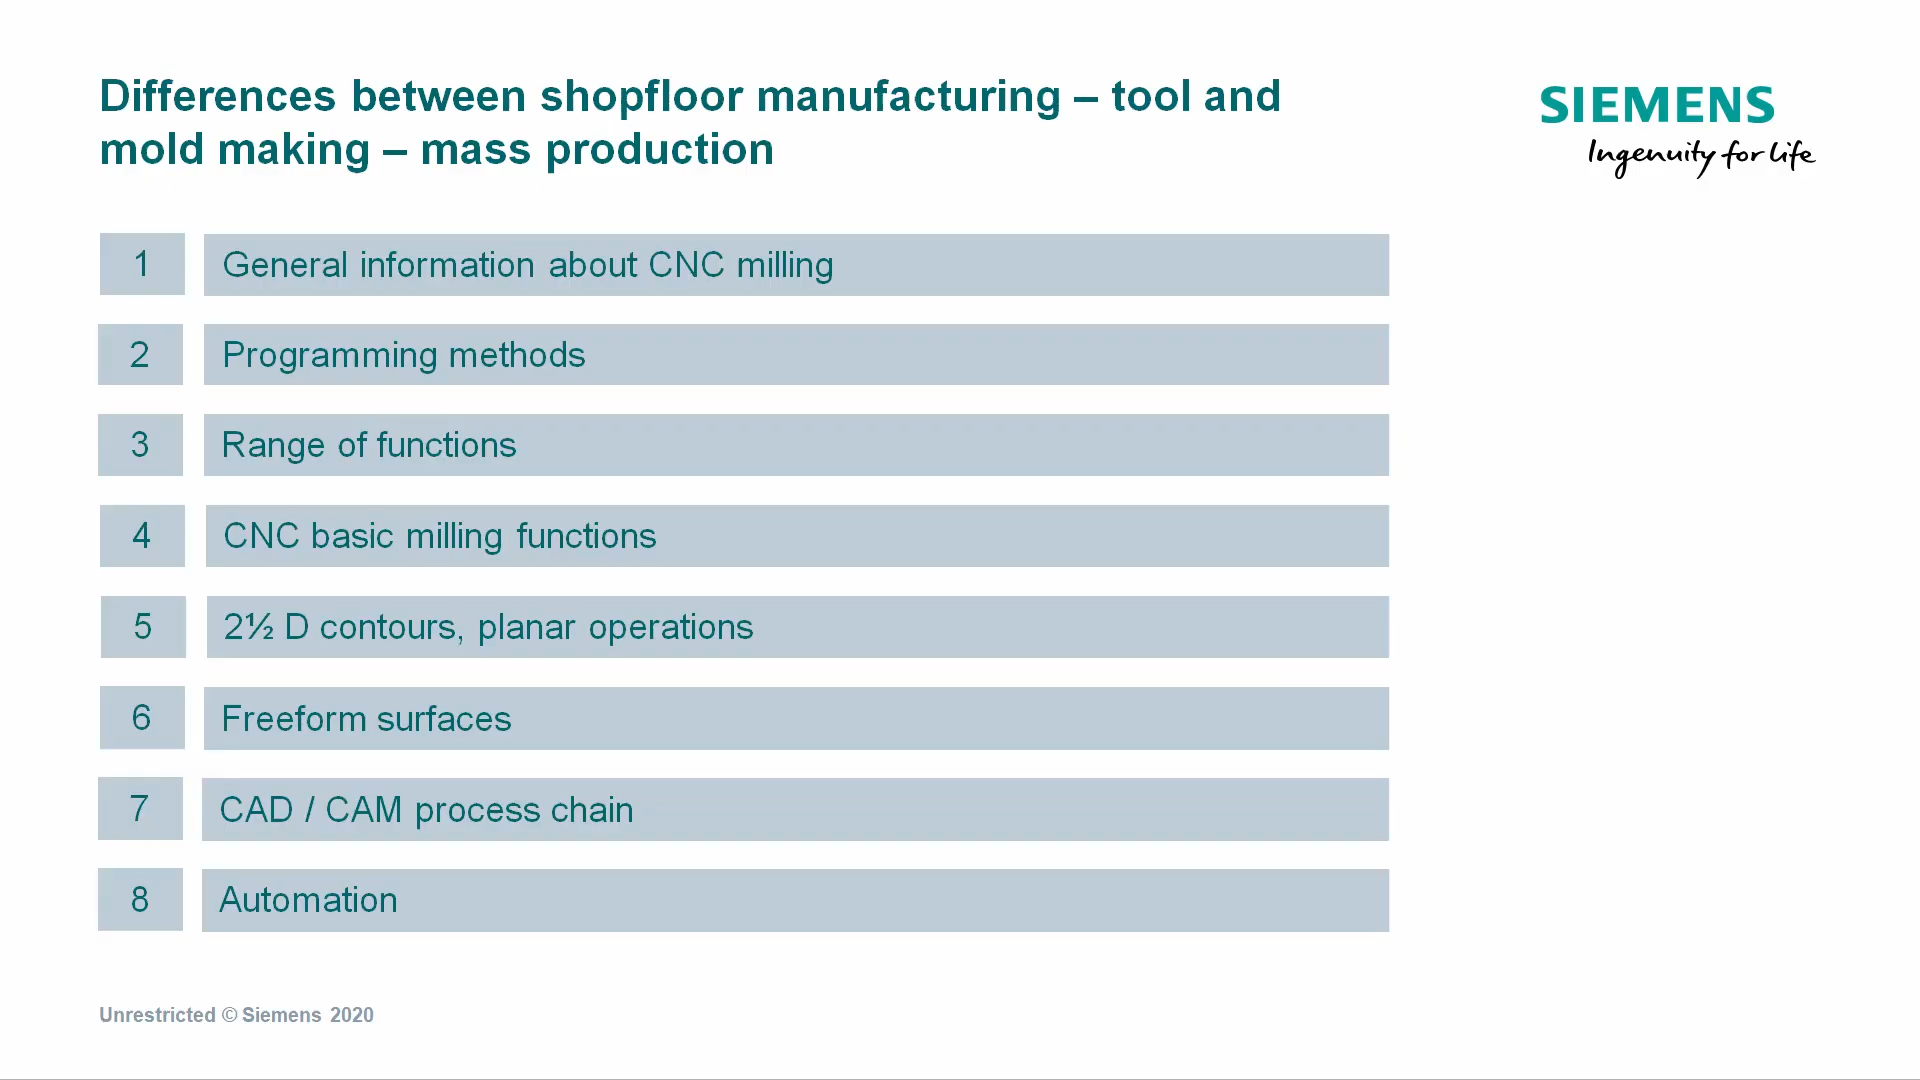 Differences between shopfloor manufacturing – tool and
mold making – mass production
SIEMENS
Ingenuity for life
1 General information about CNC milling
2 Programming methods
3 Range of functions
4 CNC basic milling functions
5 2½ D contours, planar operations
6 Freeform surfaces
7 CAD / CAM process chain
8 Automation
Unrestricted © Siemens 2020